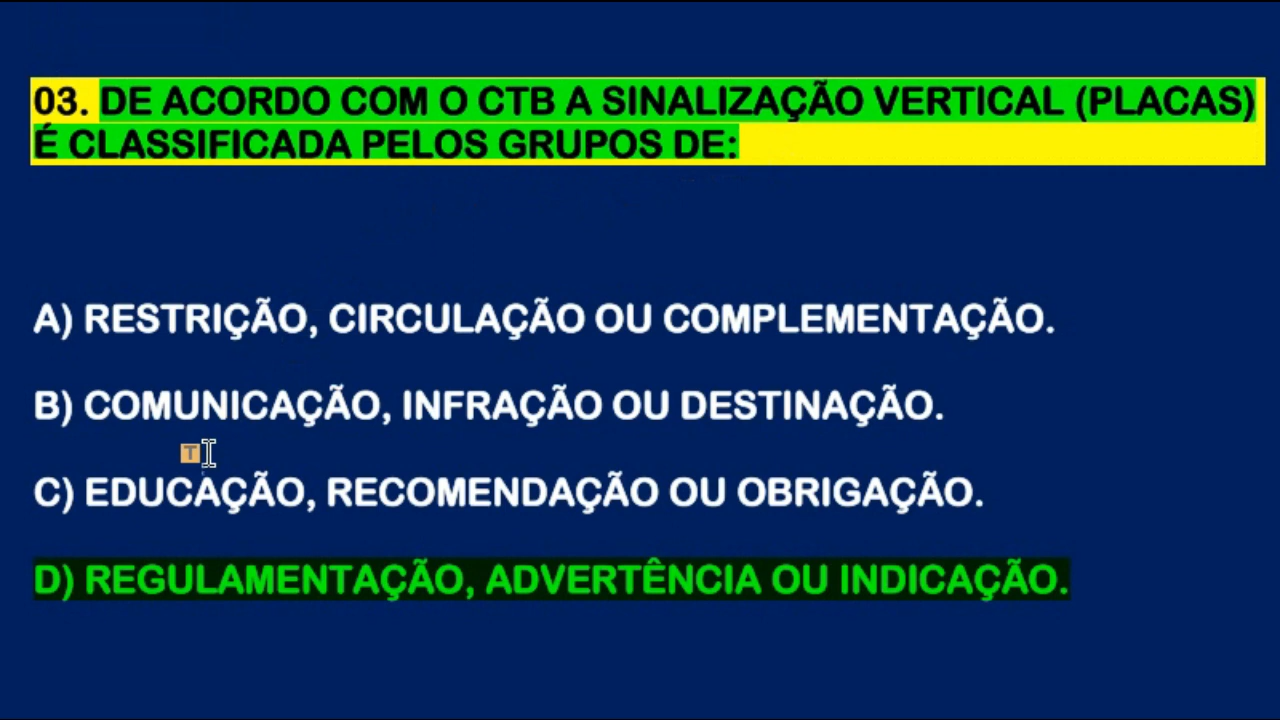 03. DE ACORDO COM O CTB A SINALIZAÇÃO VERTICAL (PLACAS)
É CLASSIFICADA PELOS GRUPOS DE:
A) RESTRIÇÃO, CIRCULAÇÃO OU COMPLEMENTAÇÃO.
B) COMUNICAÇÃO, INFRAÇÃO OU DESTINAÇÃO.
T
C) EDUCAÇÃO, RECOMENDAÇÃO OU OBRIGAÇÃO.
D) REGULAMENTAÇÃO, ADVERTÊNCIA OU INDICAÇÃO.